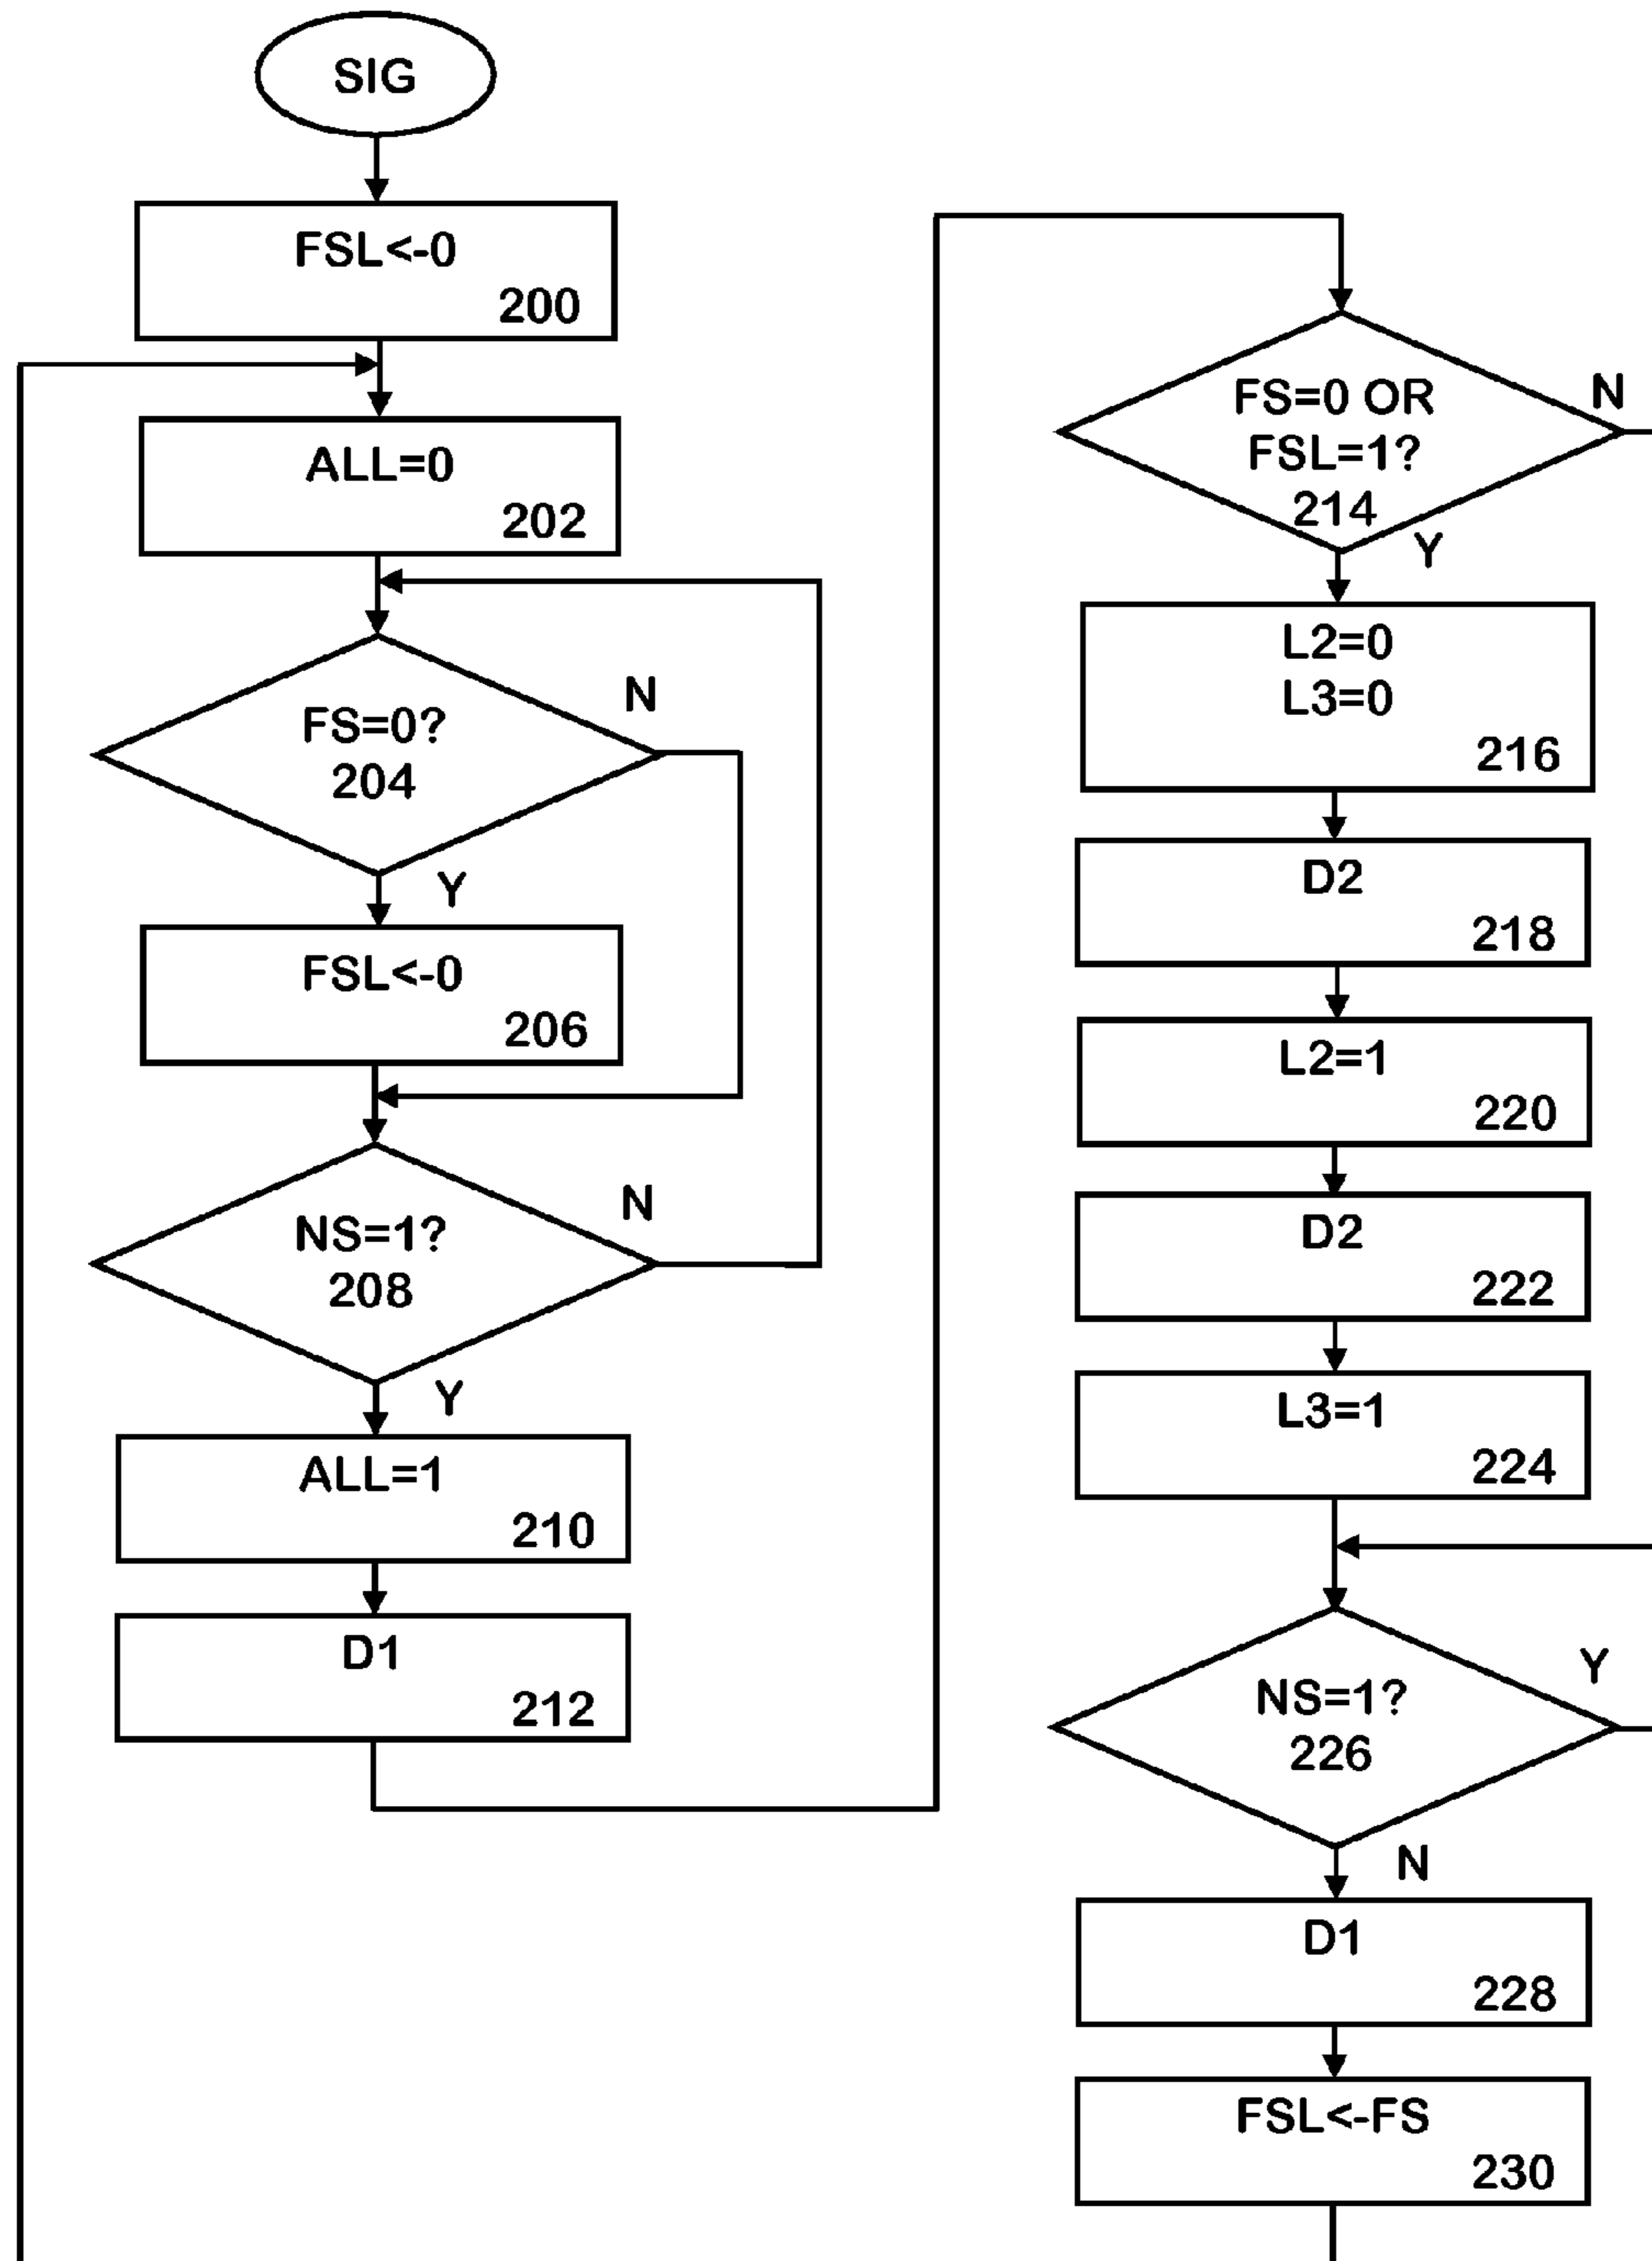 SIG
FSL<-0
200
ALL=0
202
FS=0?
204
N
Y
FSL<-0
206
NS=1?
208
N
Y
ALL=1
210
D1
212
FS=0 OR
FSL=1?
214
N
Y
L2=0
L3=0
216
D2
218
L2=1
220
D2
222
L3=1
224
NS=1?
226
Y
N
D1
228
FSL<-FS
230